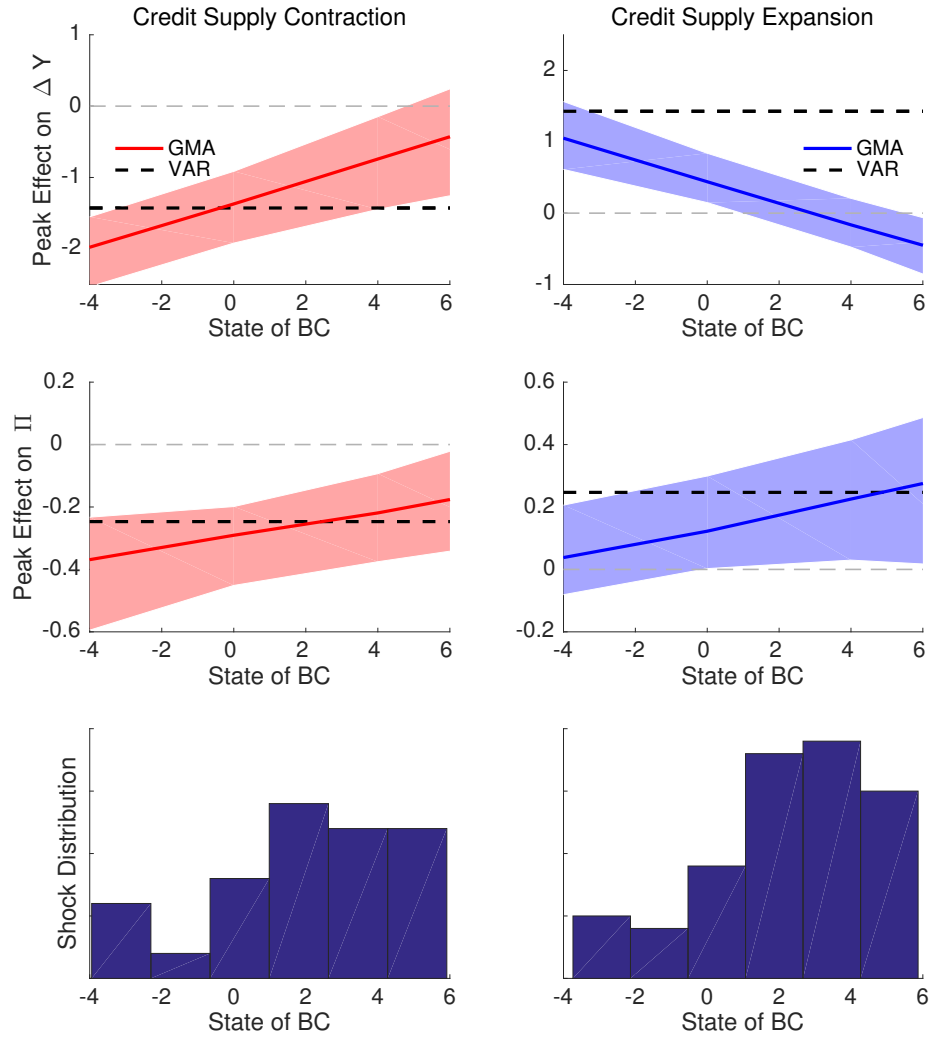 Credit Supply Contraction
Credit Supply Expansion
Peak Effect on Δ Y
1
0
-1
-2
GMA
VAR
-4 -2 0 2 4 6
State of BC
2
1
0
-1
GMA
VAR
-4 -2 0 2 4 6
State of BC
Peak Effect on Π
0.2
0
-0.2
-0.4
-0.6
-4 -2 0 2 4 6
State of BC
0.6
0.4
0.2
0
-0.2
-4 -2 0 2 4 6
State of BC
Shock Distribution
-4 -2 0 2 4 6
State of BC
-4 -2 0 2 4 6
State of BC